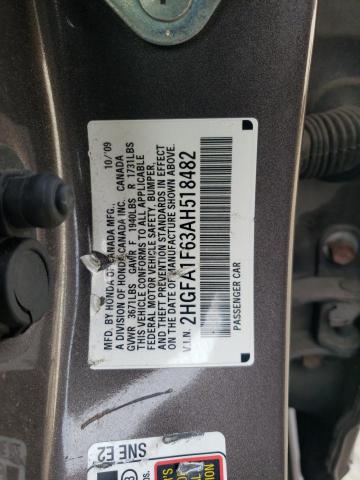 MFD. BY HONDA OF CANADA MFG.,
A DIVISION OF HONDA CANADA INC. CANADA 10/09
GVWR 3671LBS GAWR F 1940LBS R 1731LBS
THIS VEHICLE CONFORMS TO ALL APPLICABLE
FEDERAL MOTOR VEHICLE SAFETY, BUMPER,
AND THEFT PREVENTION STANDARDS IN EFFECT
ON THE DATE OF MANUFACTURE SHOWN ABOVE.
V.I.N. 2HGFA1F63AH518482
PASSENGER CAR
SNE E2